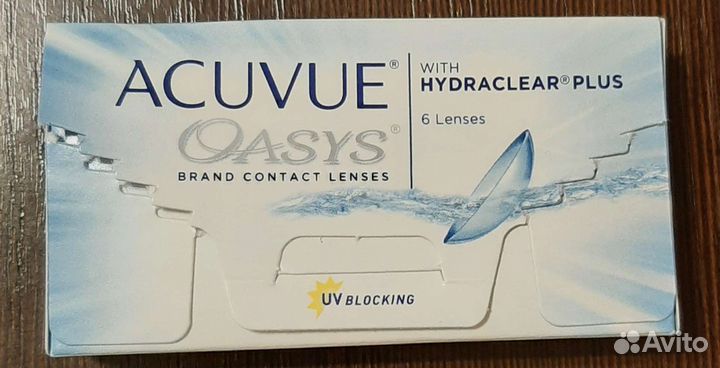 ACUVUE®
OASYS®
BRAND CONTACT LENSES
WITH
HYDRACLEAR® PLUS
6 Lenses
UV BLOCKING
Avito